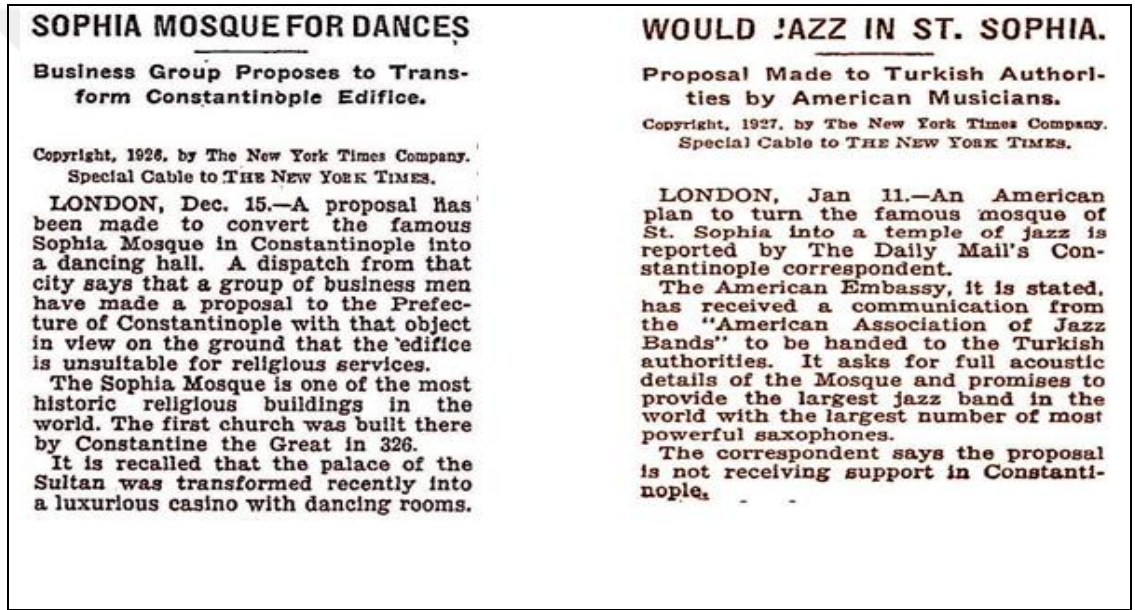 SOPHIA MOSQUE FOR DANCES
Business Group Proposes to Trans-
form Constantinople Edifice.
Copyright, 1926, by The New York Times Company.
Special Cable to THE NEW YORK TIMES.
LONDON, Dec. 15.—A proposal has
been made to convert the famous
Sophia Mosque in Constantinople into
a dancing hall. A dispatch from that
city says that a group of business men
have made a proposal to the Prefec-
ture of Constantinople with that object
in view on the ground that the edifice
is unsuitable for religious services.
The Sophia Mosque is one of the most
historic religious buildings in the
world. The first church was built there
by Constantine the Great in 326.
It is recalled that the palace of the
Sultan was transformed recently into
a luxurious casino with dancing rooms.
WOULD JAZZ IN ST. SOPHIA.
Proposal Made to Turkish Authori-
ties by American Musicians.
Copyright, 1927, by The New York Times Company.
Special Cable to THE NEW YORK TIMES.
LONDON, Jan 11.—An American
plan to turn the famous mosque of
St. Sophia into a temple of jazz is
reported by The Daily Mail's Con-
stantinople correspondent.
The American Embassy, it is stated,
has received a communication from
the "American Association of Jazz
Bands" to be handed to the Turkish
authorities. It asks for full acoustic
details of the Mosque and promises to
provide the largest jazz band in the
world with the largest number of most
powerful saxophones.
The correspondent says the proposal
is not receiving support in Constanti-
nople.